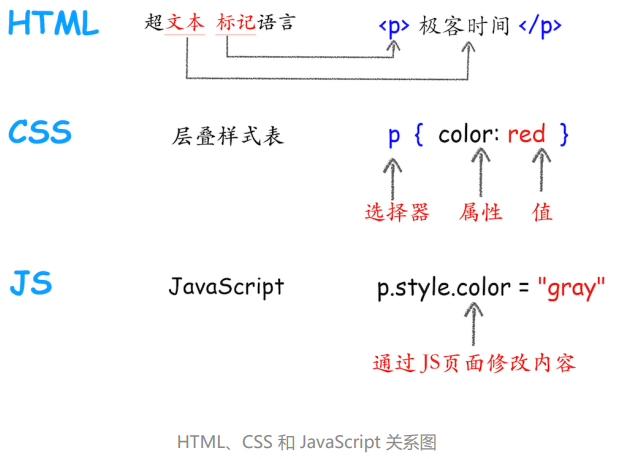 HTML 超文本 标记语言 <p> 极客时间 </p>
CSS 层叠样式表 p { color: red }
选择器 属性 值
JS JavaScript p.style.color = "gray"
通过JS页面修改内容
HTML、CSS 和 JavaScript 关系图